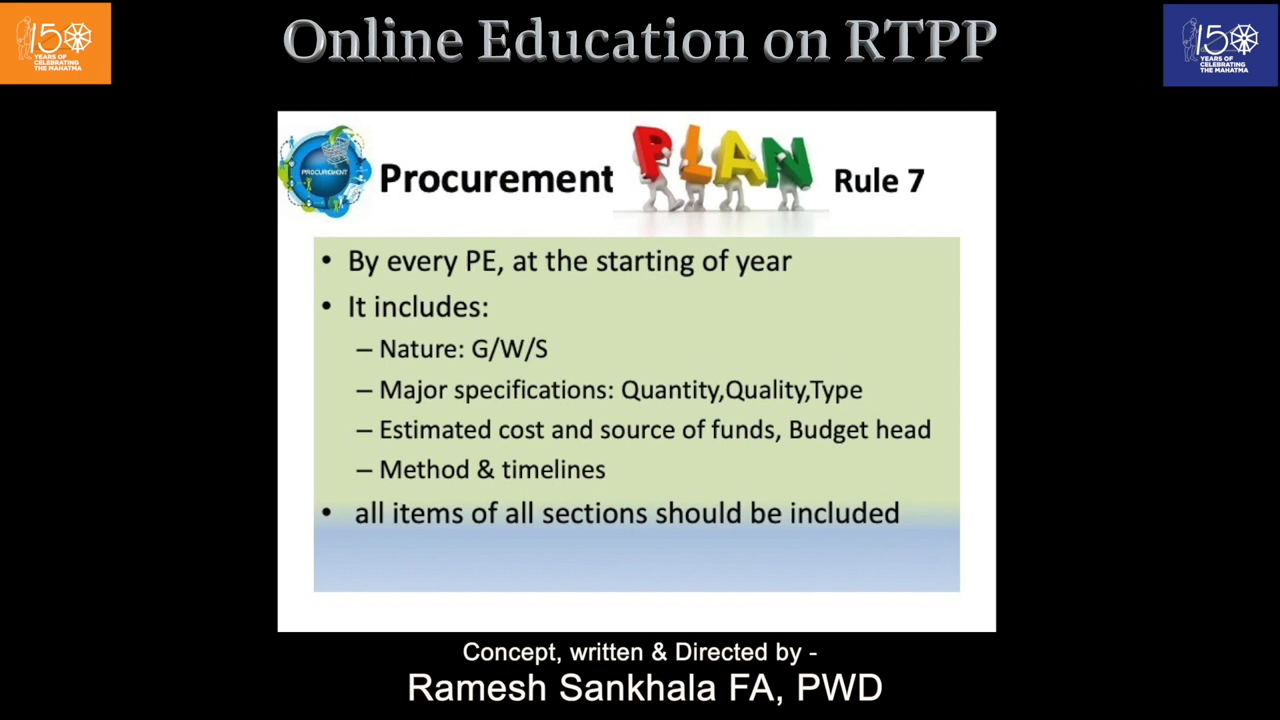 150
YEARS OF
CELEBRATING
THE MAHATMA
Online Education on RTPP
150
YEARS OF
CELEBRATING
THE MAHATMA
PROCUREMENT
Procurement PLAN Rule 7
• By every PE, at the starting of year
• It includes:
– Nature: G/W/S
– Major specifications: Quantity,Quality,Type
– Estimated cost and source of funds, Budget head
– Method & timelines
• all items of all sections should be included
Concept, written & Directed by -
Ramesh Sankhala FA, PWD